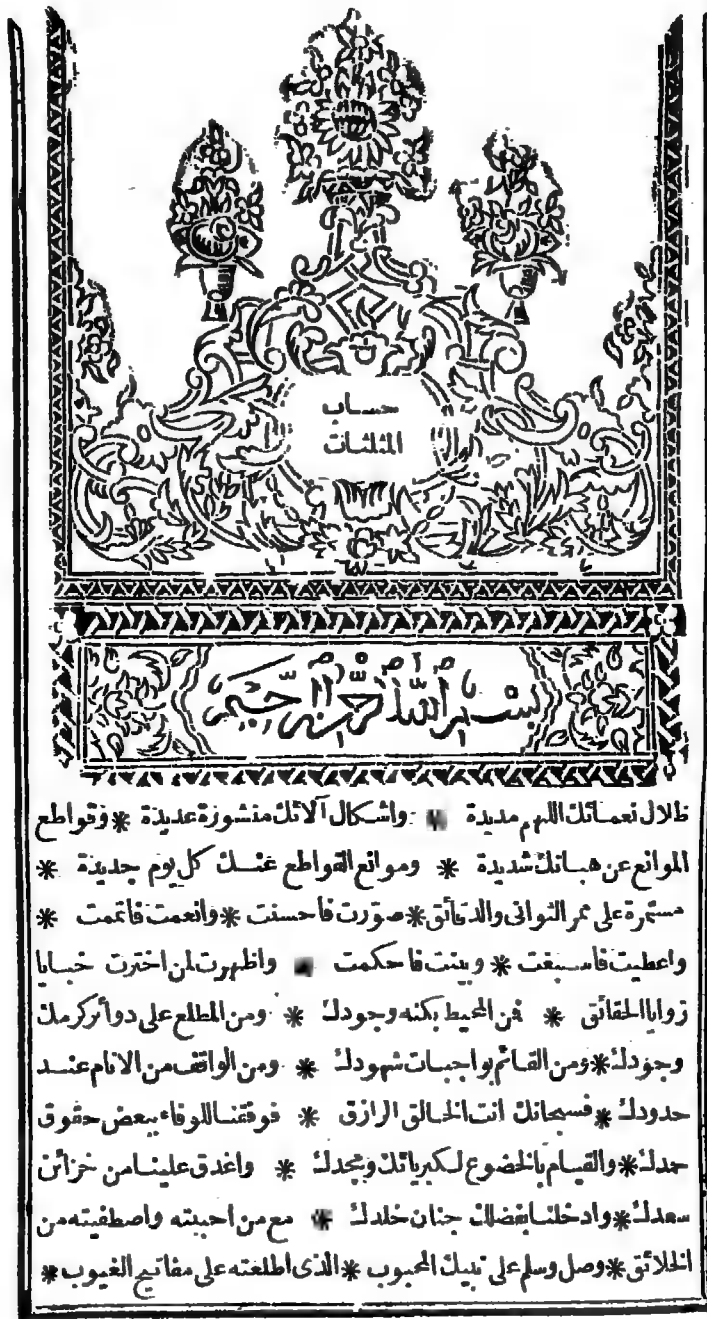 حساب
المثلثات
بسم الله الرحمن الرحيم
ظلال نعمائك اللهم مديدة * واشكال آلائك منشورة عديدة * وقواطع
الموانع عن هباتك شديدة * وموانع القواطع عنك كل يوم جديدة *
مستمرة على ممر الثوانى والدقائق * صورت فاحسنت * وانعمت فاتممت *
واعطيت فاسبغت * وبينت فاحكمت * واظهرت لمن اخترت خبايا
زوايا الحقائق * فمن المحيط بكنه وجودك * ومن المطلع على دوائر كرمك
وجودك * ومن القائم بواجبات شهودك * ومن الواقف من الانام عند
حدودك * فسبحانك انت الخالق الرازق * فوفقنا للوفاء ببعض حقوق
حمدك * والقيام بالخضوع لكبريائك ومجدك * واغدق علينا من خزائن
سعدك * وادخلنا بفضلك جنان خلدك * مع من احببته واصطفيته من
الخلائق * وصل وسلم على نبيك المحبوب * الذى اطلعته على مفاتيح الغيوب *